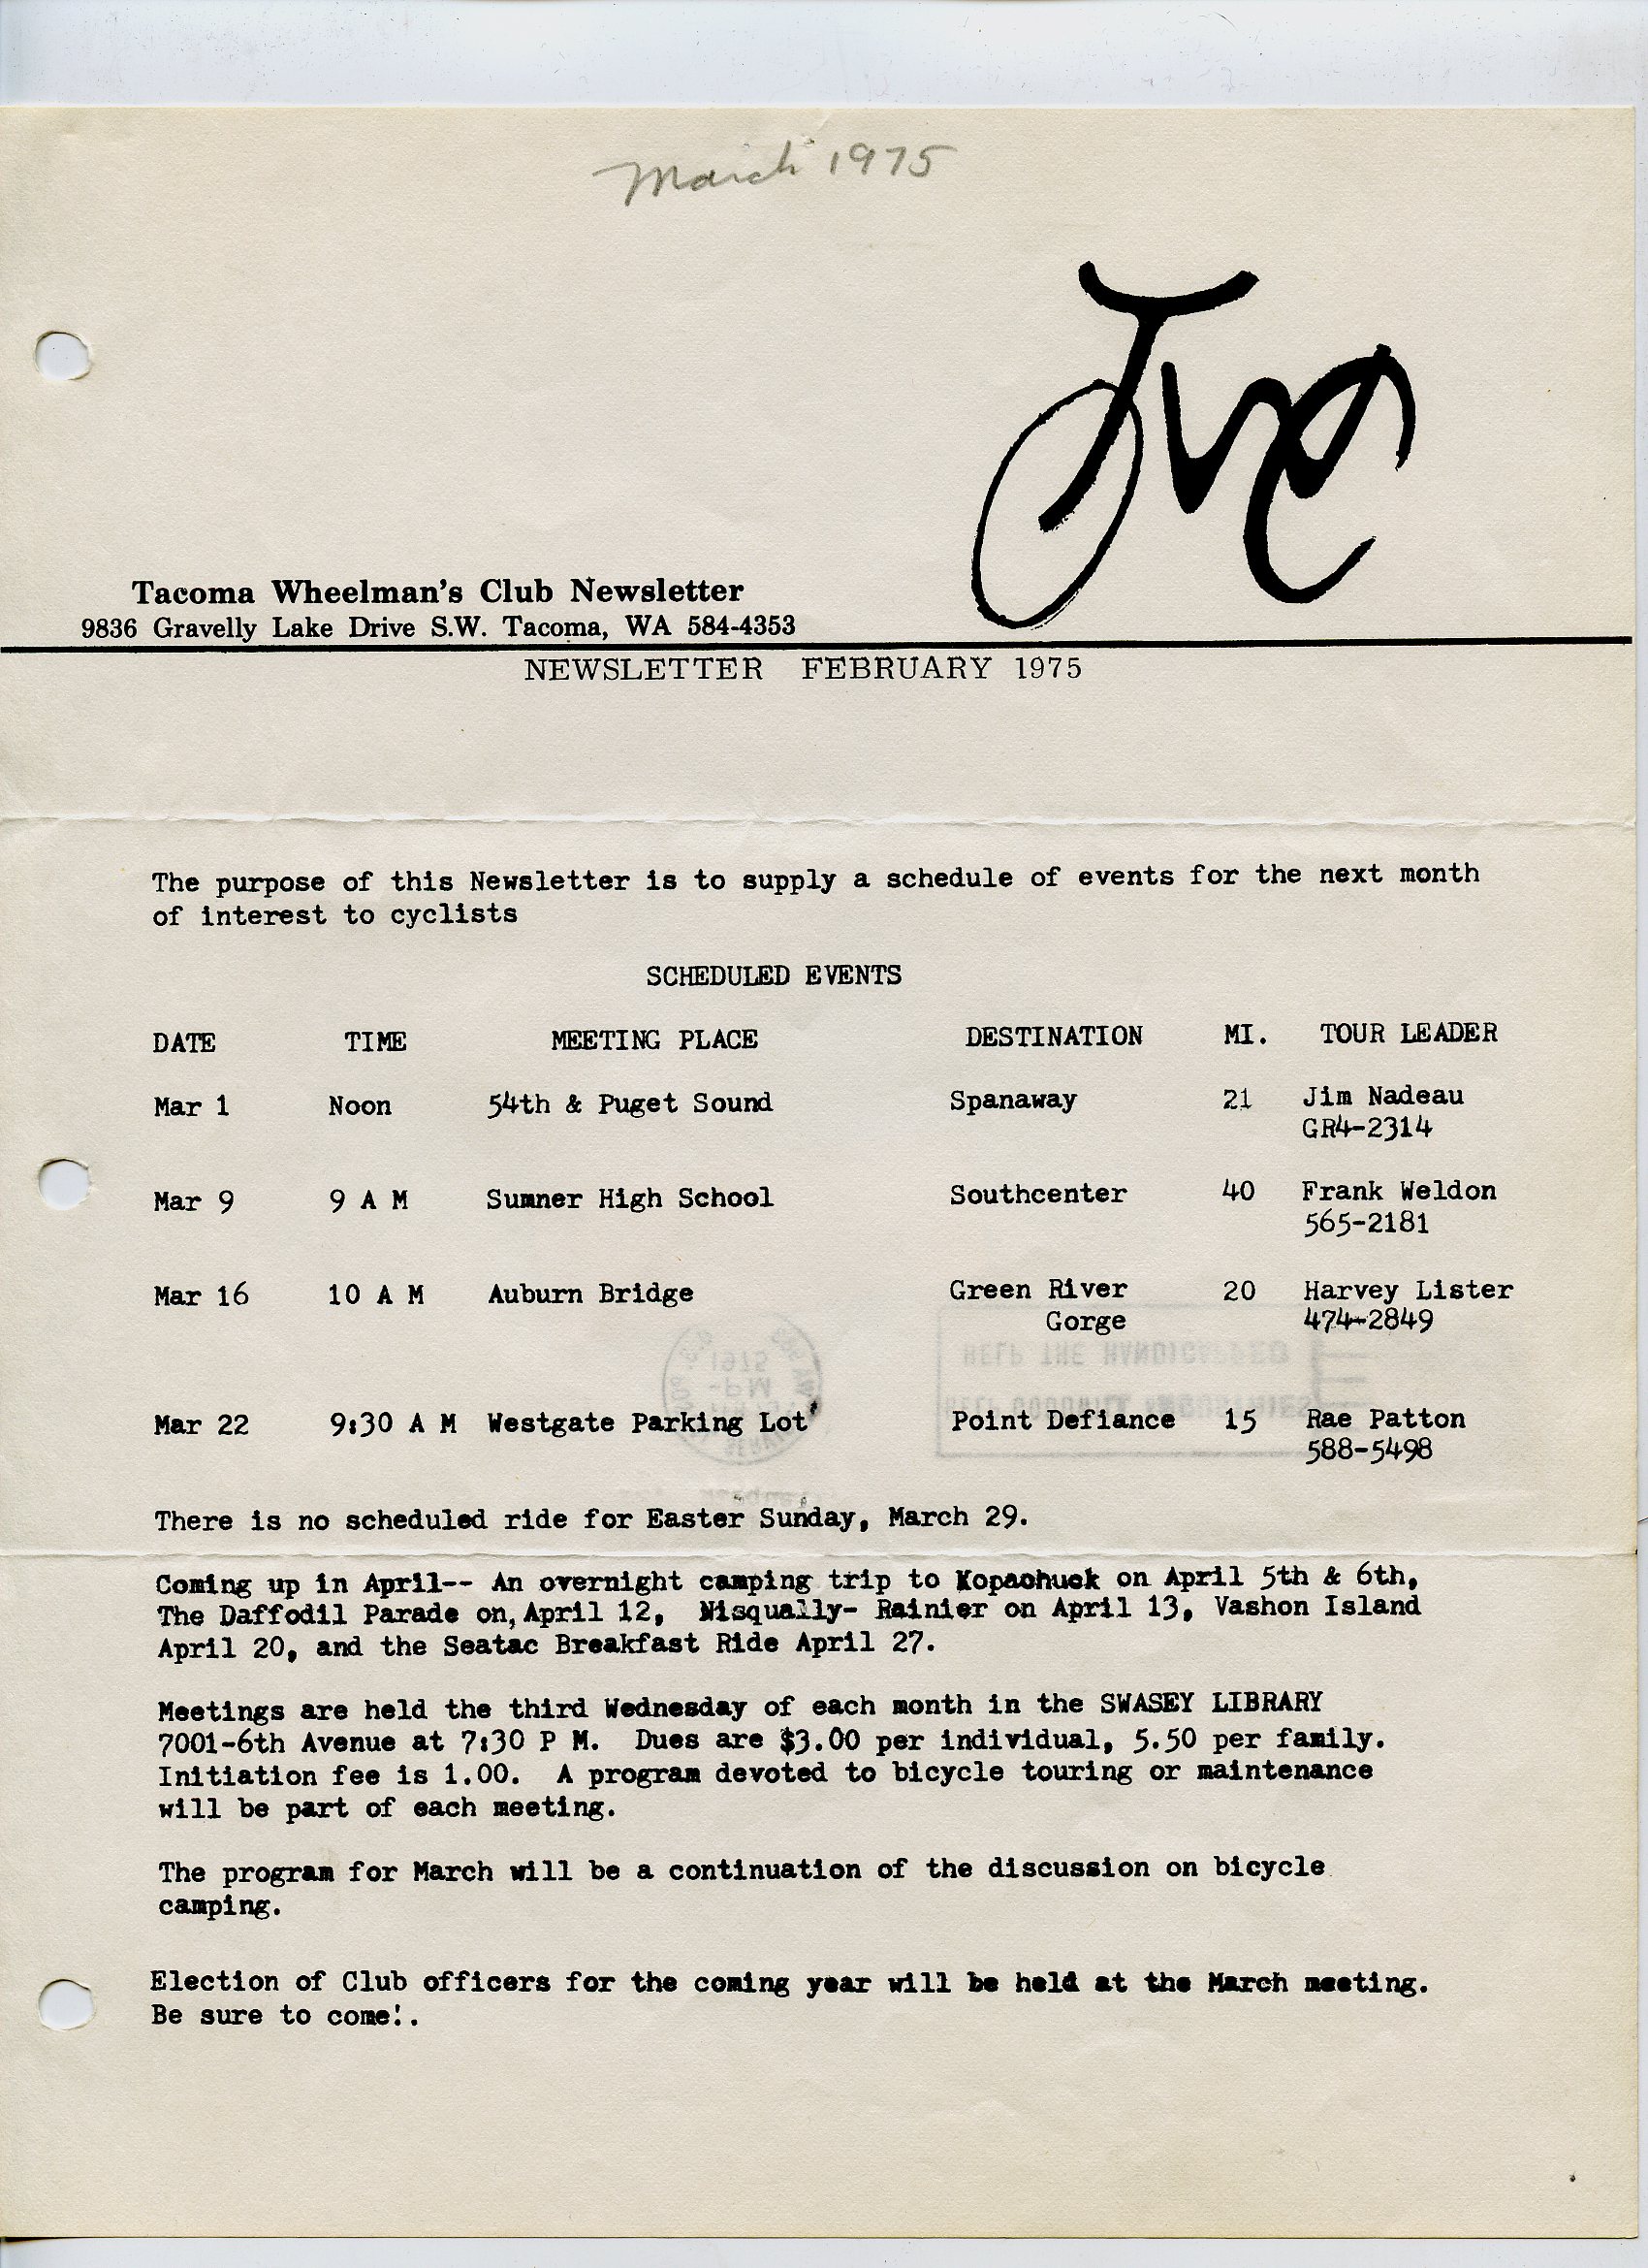 March 1975
TWC
Tacoma Wheelman's Club Newsletter
9836 Gravelly Lake Drive S.W. Tacoma, WA 584-4353
NEWSLETTER FEBRUARY 1975
The purpose of this Newsletter is to supply a schedule of events for the next month
of interest to cyclists
SCHEDULED EVENTS
DATE TIME MEETING PLACE DESTINATION MI. TOUR LEADER
Mar 1 Noon 54th & Puget Sound Spanaway 21 Jim Nadeau
GR4-2314
Mar 9 9 A M Sumner High School Southcenter 40 Frank Weldon
565-2181
Mar 16 10 A M Auburn Bridge Green River 20 Harvey Lister
Gorge 474-2849
HELP THE HANDICAPPED
1975
PM
HELP GOODWILL INDUSTRIES
Mar 22 9:30 A M Westgate Parking Lot Point Defiance 15 Rae Patton
588-5498
There is no scheduled ride for Easter Sunday, March 29.
Coming up in April-- An overnight camping trip to Kopachuck on April 5th & 6th,
The Daffodil Parade on, April 12, Nisqually- Rainier on April 13, Vashon Island
April 20, and the Seatac Breakfast Ride April 27.
Meetings are held the third Wednesday of each month in the SWASEY LIBRARY
7001-6th Avenue at 7:30 P M. Dues are $3.00 per individual, 5.50 per family.
Initiation fee is 1.00. A program devoted to bicycle touring or maintenance
will be part of each meeting.
The program for March will be a continuation of the discussion on bicycle
camping.
Election of Club officers for the coming year will be held at the March meeting.
Be sure to come!.